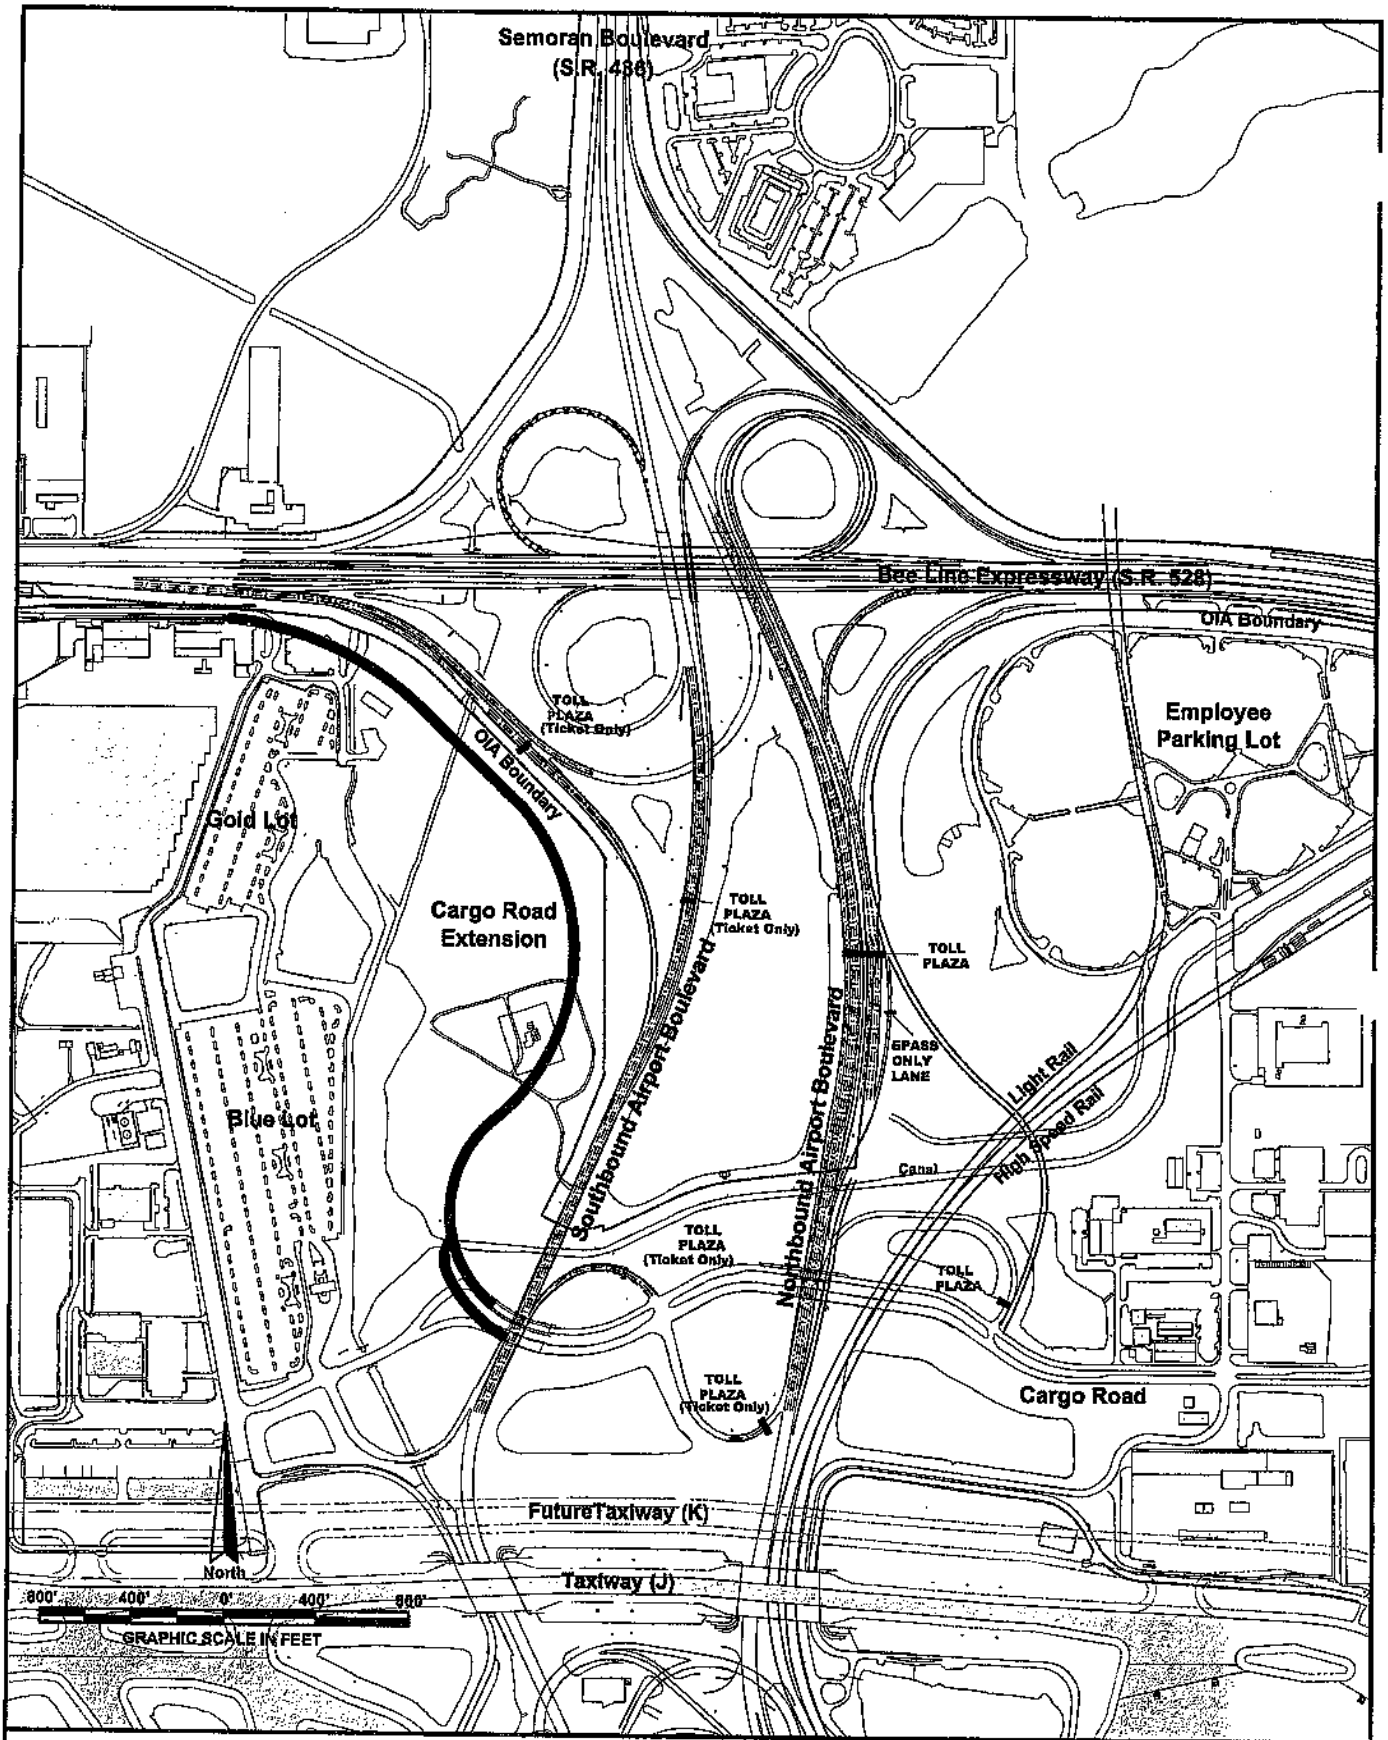 Semoran Boulevard
(S.R. 436)
Bee Line Expressway (S.R. 528)
OIA Boundary
Employee
Parking Lot
TOLL
PLAZA
(Ticket Only)
OIA Boundary
Gold Lot
Cargo Road
Extension
TOLL
PLAZA
(Ticket Only)
TOLL
PLAZA
Southbound Airport Boulevard
Northbound Airport Boulevard
EPASS
ONLY
LANE
Light Rail
High Speed Rail
Blue Lot
Canal
TOLL
PLAZA
(Ticket Only)
TOLL
PLAZA
TOLL
PLAZA
(Ticket Only)
Cargo Road
FutureTaxiway (K)
Taxiway (J)
North
800' 400' 0' 400' 800'
GRAPHIC SCALE IN FEET